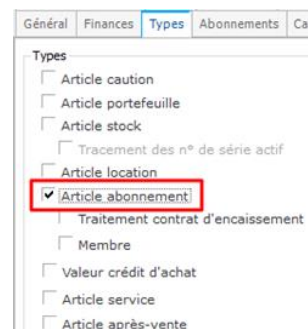 Général Finances Types Abonnements Ca
Types
Article caution
Article portefeuille
Article stock
Tracement des n° de série actif
Article location
Article abonnement
Traitement contrat d'encaissement
Membre
Valeur crédit d'achat
Article service
Article après-vente